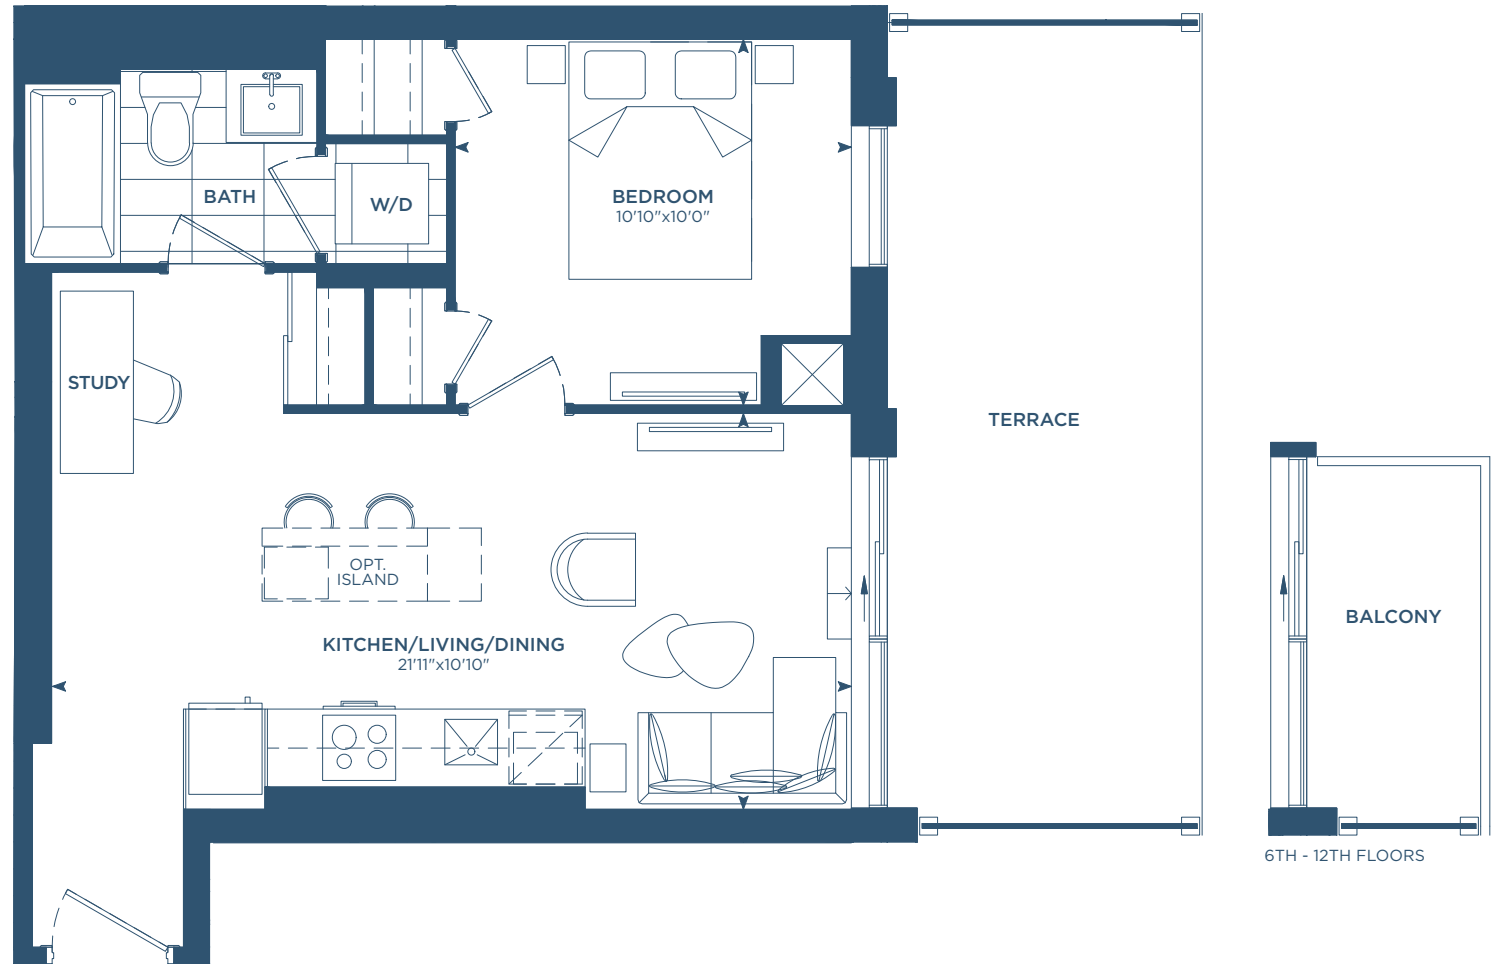 BATH
W/D
BEDROOM
10'10"x10'0"
STUDY
TERRACE
OPT.
ISLAND
KITCHEN/LIVING/DINING
21'11"x10'10"
BALCONY
6TH - 12TH FLOORS